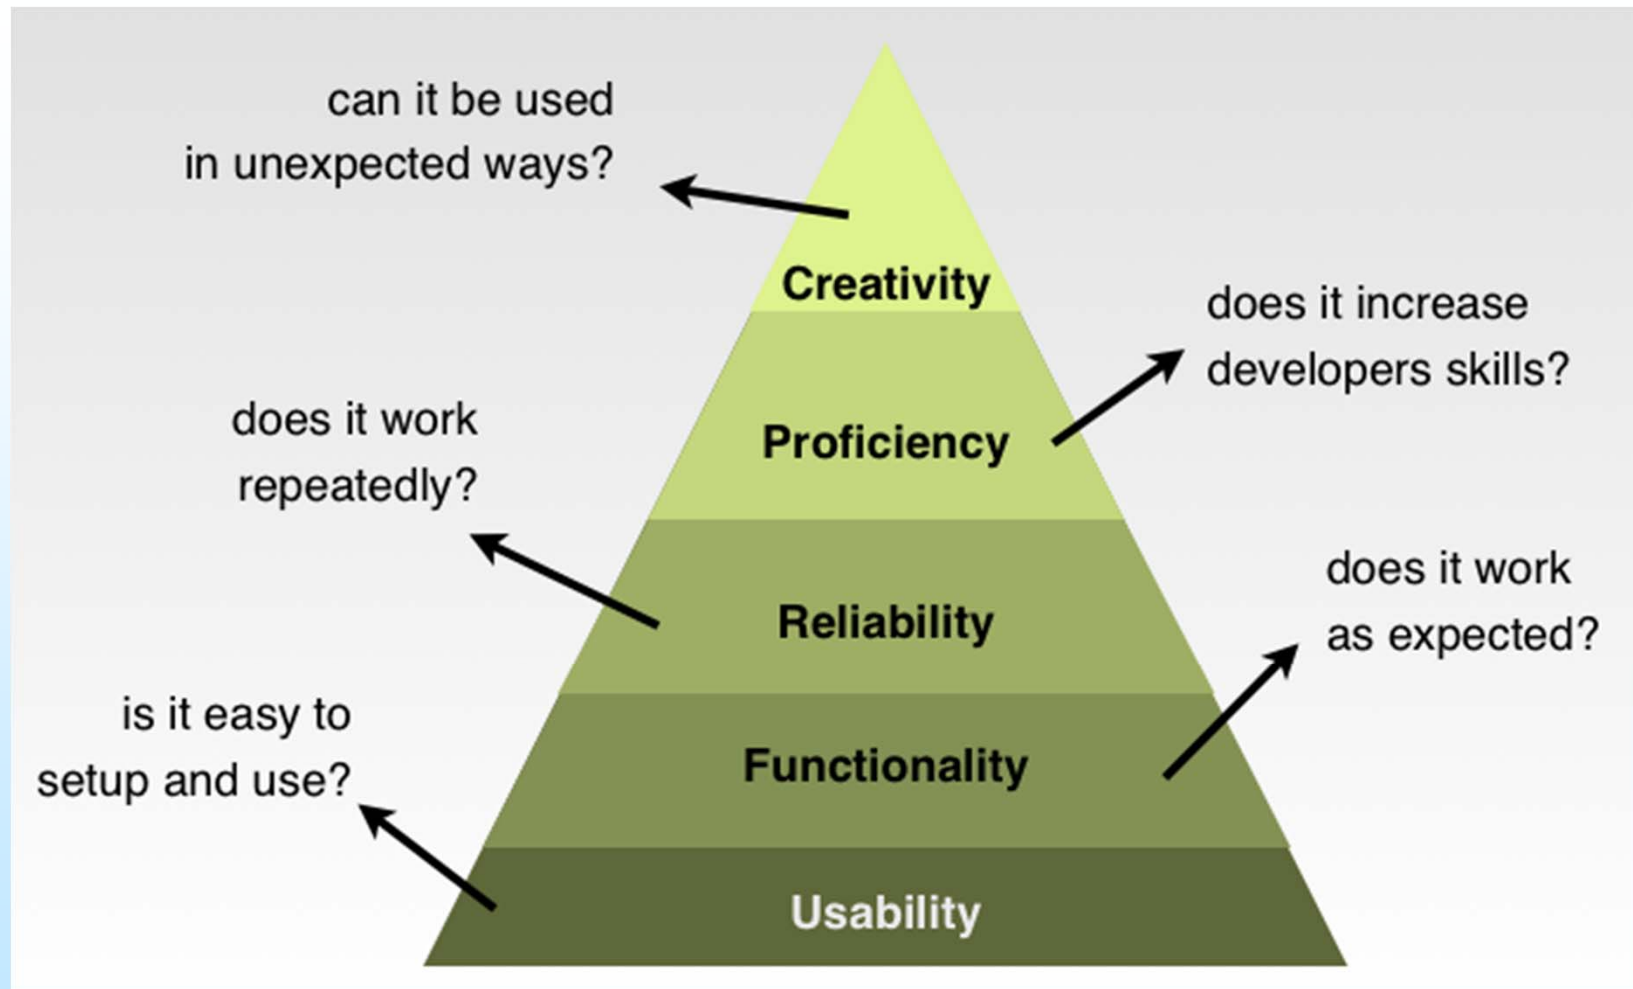 can it be used
in unexpected ways?
Creativity
does it increase
developers skills?
Proficiency
does it work
repeatedly?
Reliability
does it work
as expected?
Functionality
is it easy to
setup and use?
Usability